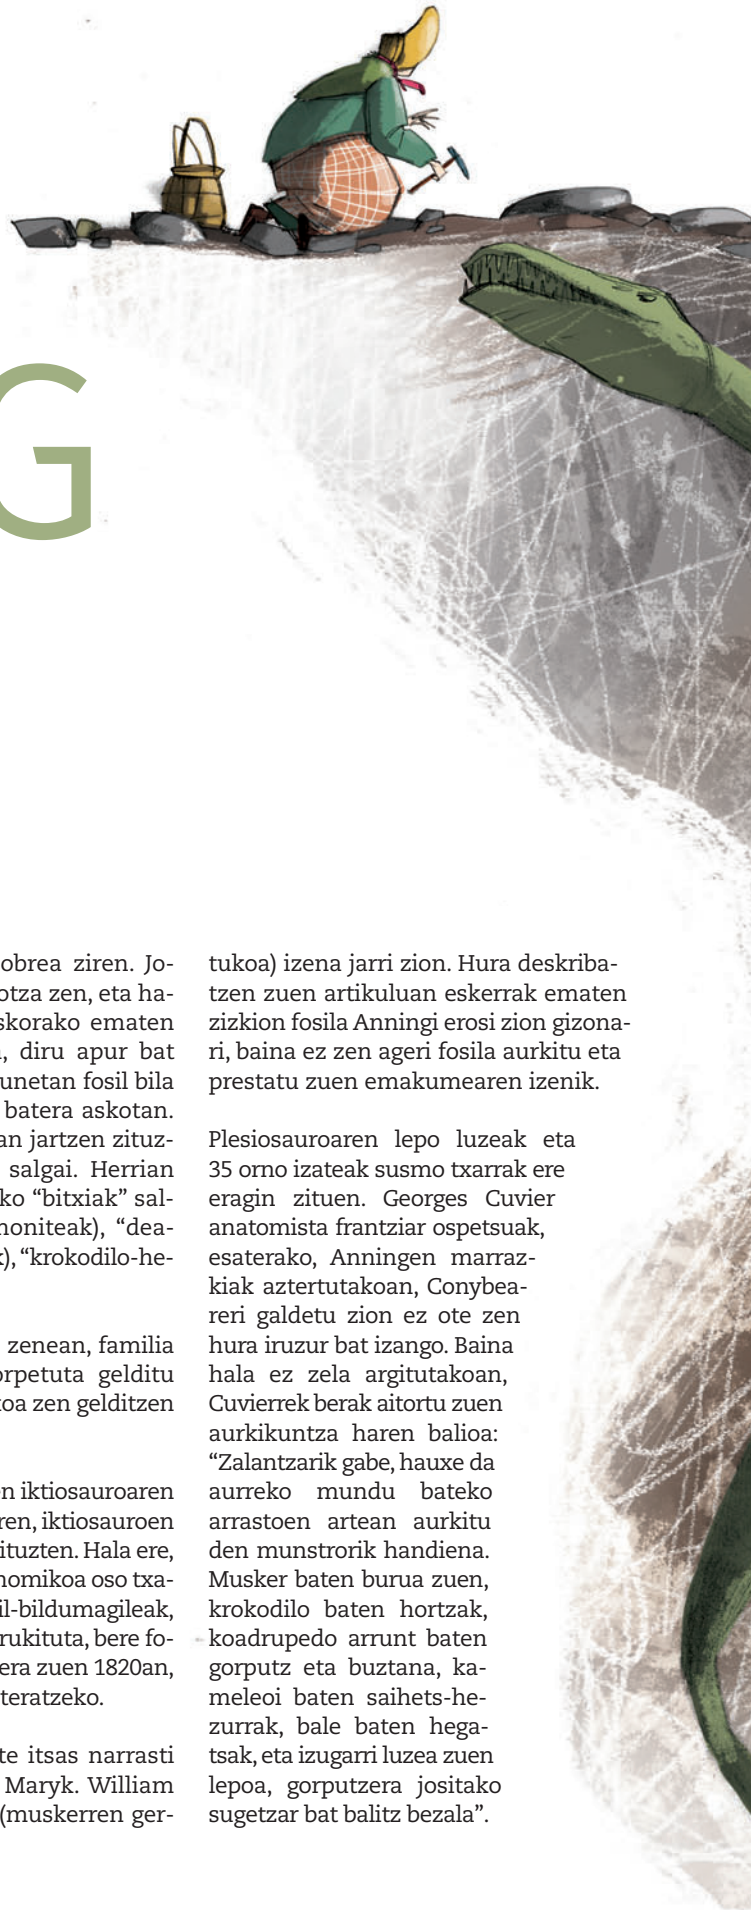 G
obrea ziren. Jo-
otza zen, eta ha-
skorako ematen
, diru apur bat
unetan fosil bila
batera askotan.
an jartzen zituz-
salgai. Herrian
ko “bitxiak” sal-
moniteak), “dea-
k), “krokodilo-he-
zenean, familia
orpetuta gelditu
koa zen gelditzen
en iktiosauroaren
ren, iktiosauroen
ituzten. Hala ere,
nomikoa oso txa-
il-bildumagileak,
rukituta, bere fo-
era zuen 1820an,
teratzeko.
te itsas narrasti
Maryk. William
(muskerren ger-
tukoa) izena jarri zion. Hura deskriba-
tzen zuen artikuluan eskerrak ematen
zizkion fosila Anningi erosi zion gizona-
ri, baina ez zen ageri fosila aurkitu eta
prestatu zuen emakumearen izenik.
Plesiosauroaren lepo luzeak eta
35 orno izateak susmo txarrak ere
eragin zituen. Georges Cuvier
anatomista frantziar ospetsuak,
esaterako, Anningen marraz-
kiak aztertutakoan, Conybea-
reri galdetu zion ez ote zen
hura iruzur bat izango. Baina
hala ez zela argitutakoan,
Cuvierrek berak aitortu zuen
aurkikuntza haren balioa:
“Zalantzarik gabe, hauxe da
aurreko mundu bateko
arrastoen artean aurkitu
den munstrorik handiena.
Musker baten burua zuen,
krokodilo baten hortzak,
koadrupedo arrunt baten
gorputz eta buztana, ka-
meleoi baten saihets-he-
zurrak, bale baten hega-
tsak, eta izugarri luzea zuen
lepoa, gorputzera jositako
sugetzar bat balitz bezala”.